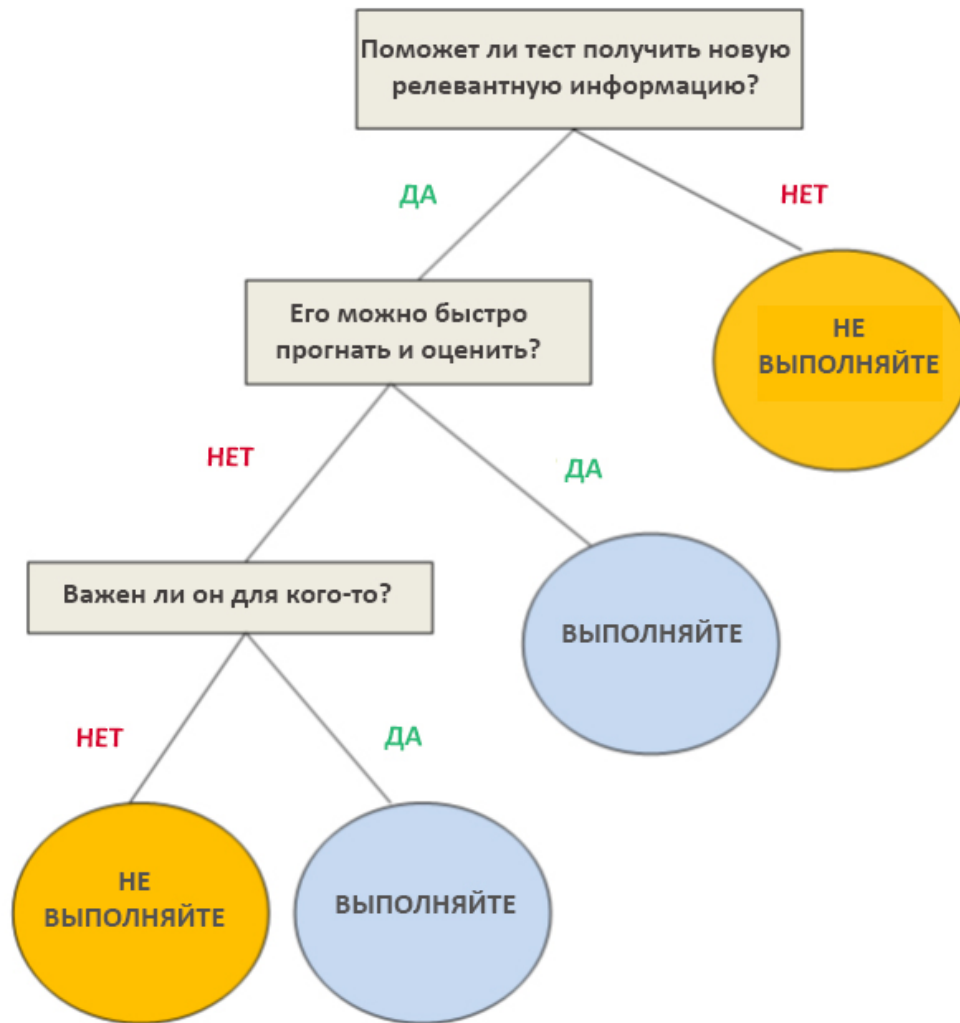 Поможет ли тест получить новую
релевантную информацию?
ДА
НЕТ
Его можно быстро
прогнать и оценить?
НЕ
ВЫПОЛНЯЙТЕ
НЕТ
ДА
Важен ли он для кого-то?
ВЫПОЛНЯЙТЕ
НЕТ
ДА
НЕ
ВЫПОЛНЯЙТЕ
ВЫПОЛНЯЙТЕ